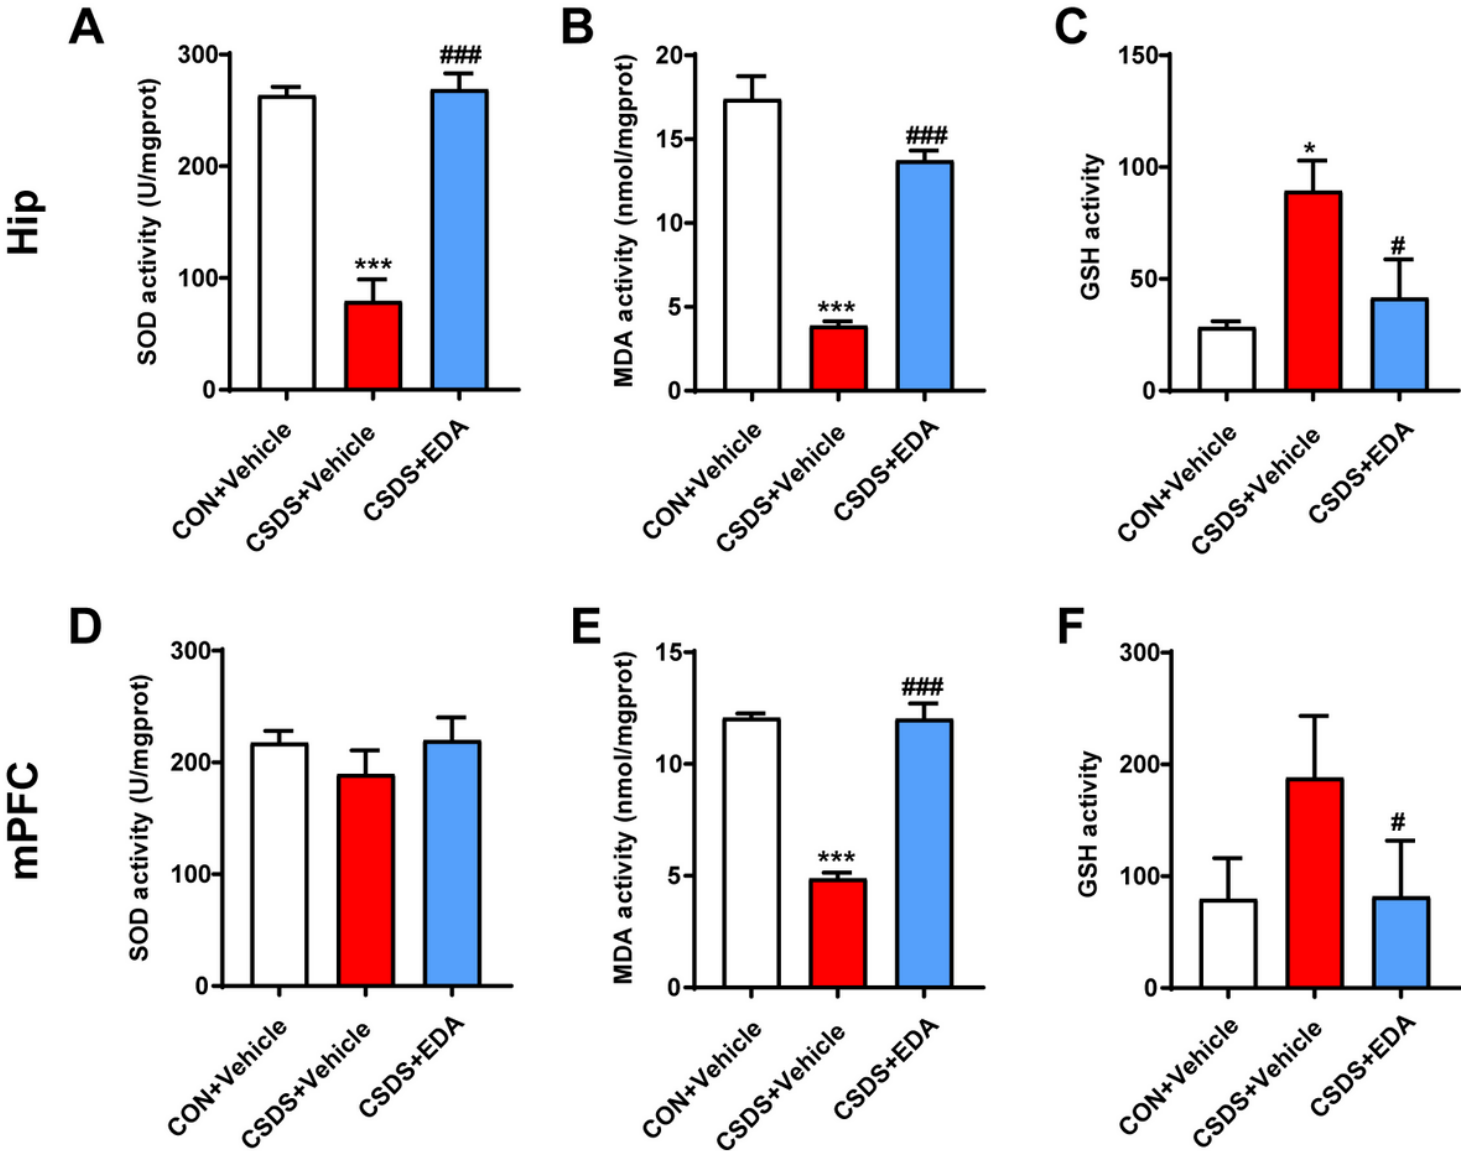 A
B
C
Hip
SOD activity (U/mgprot)
300
200
100
0
***
###
CON+Vehicle
CSDS+Vehicle
CSDS+EDA
MDA activity (nmol/mgprot)
20
15
10
5
0
***
###
CON+Vehicle
CSDS+Vehicle
CSDS+EDA
GSH activity
150
100
50
0
*
#
CON+Vehicle
CSDS+Vehicle
CSDS+EDA
D
E
F
mPFC
SOD activity (U/mgprot)
300
200
100
0
CON+Vehicle
CSDS+Vehicle
CSDS+EDA
MDA activity (nmol/mgprot)
15
10
5
0
***
###
CON+Vehicle
CSDS+Vehicle
CSDS+EDA
GSH activity
300
200
100
0
#
CON+Vehicle
CSDS+Vehicle
CSDS+EDA